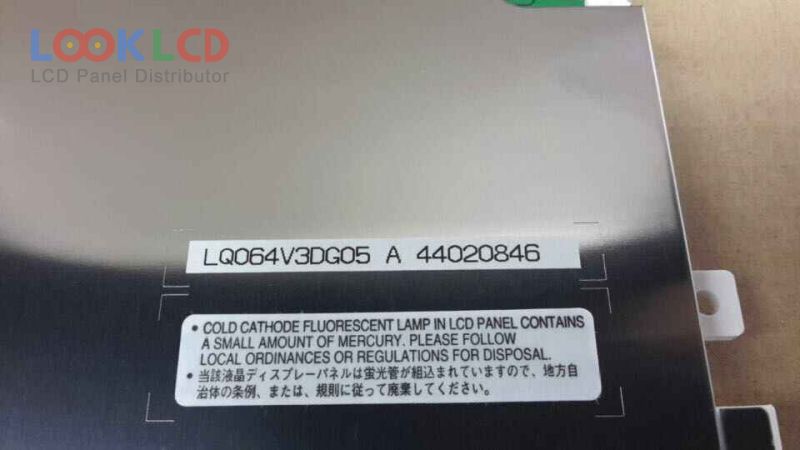 LOOKLCD
LCD Panel Distributor
LQ064V3DG05 A 44020846
• COLD CATHODE FLUORESCENT LAMP IN LCD PANEL CONTAINS
A SMALL AMOUNT OF MERCURY. PLEASE FOLLOW
LOCAL ORDINANCES OR REGULATIONS FOR DISPOSAL.
• 当該液晶ディスプレーパネルは蛍光管が組込まれていますので、地方自
治体の条例、または、規則に従って廃棄してください。